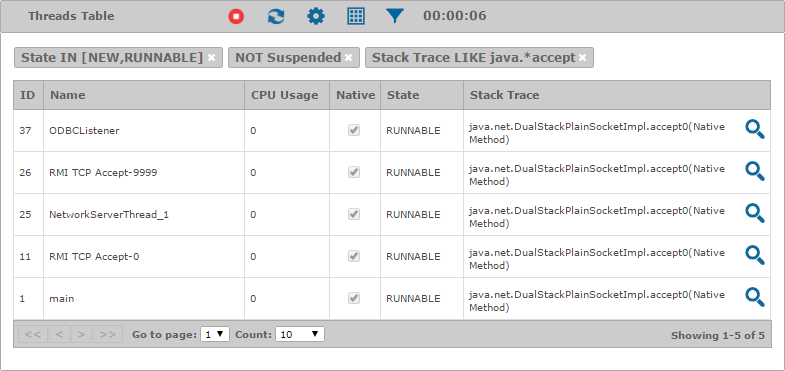 Threads Table 00:00:06
State IN [NEW,RUNNABLE] × NOT Suspended × Stack Trace LIKE java.*accept ×
ID Name CPU Usage Native State Stack Trace
37 ODBCListener 0 RUNNABLE java.net.DualStackPlainSocketImpl.accept0(Native
Method)
26 RMI TCP Accept-9999 0 RUNNABLE java.net.DualStackPlainSocketImpl.accept0(Native
Method)
25 NetworkServerThread_1 0 RUNNABLE java.net.DualStackPlainSocketImpl.accept0(Native
Method)
11 RMI TCP Accept-0 0 RUNNABLE java.net.DualStackPlainSocketImpl.accept0(Native
Method)
1 main 0 RUNNABLE java.net.DualStackPlainSocketImpl.accept0(Native
Method)
<< < > >> Go to page: 1 Count: 10 Showing 1-5 of 5